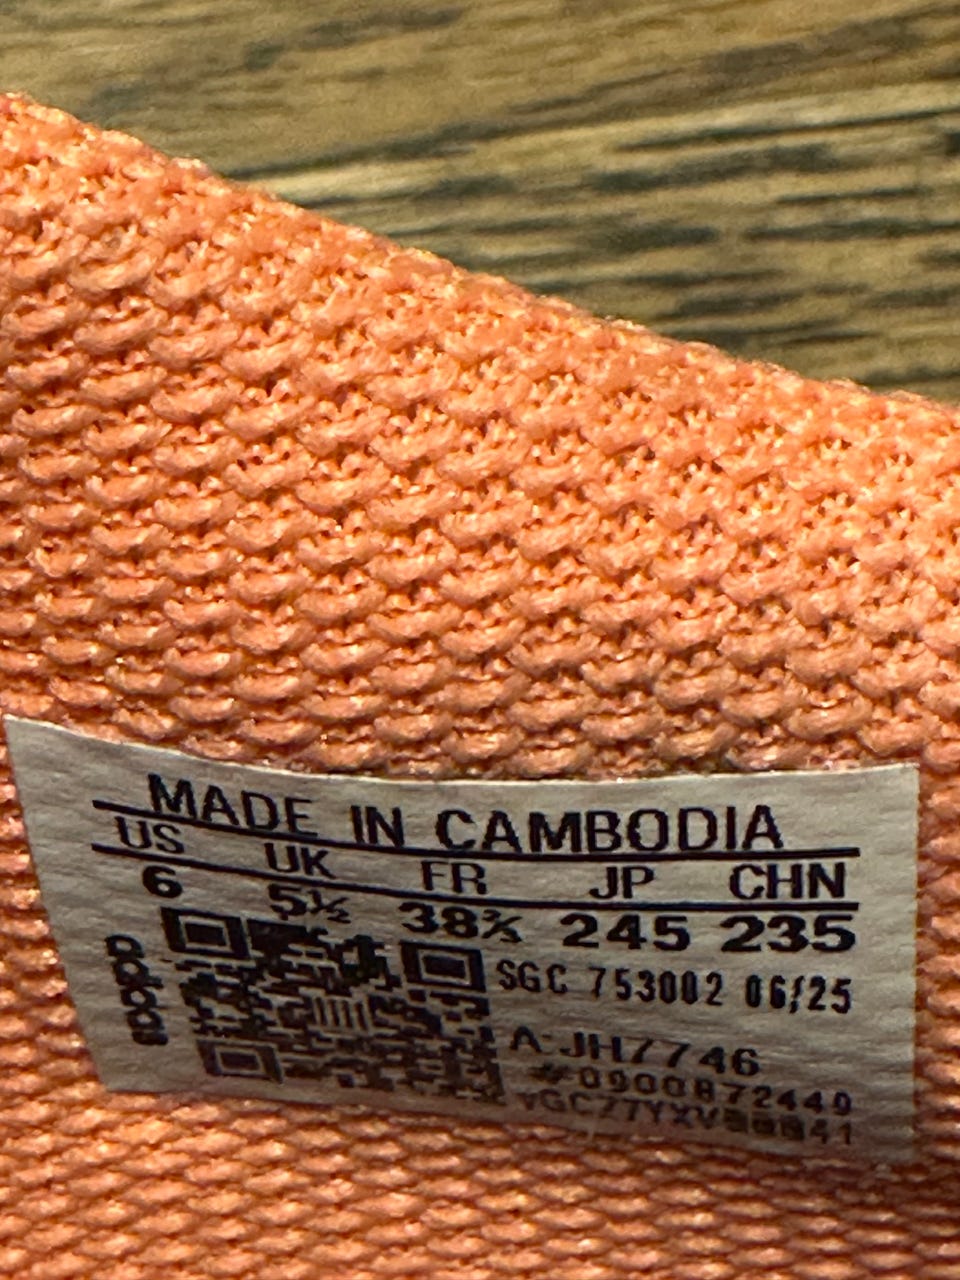 MADE IN CAMBODIA
US UK FR JP CHN
6 5½ 38⅔ 245 235
adidas
SGC 753002 06/25
A:JH7746
#0900872449